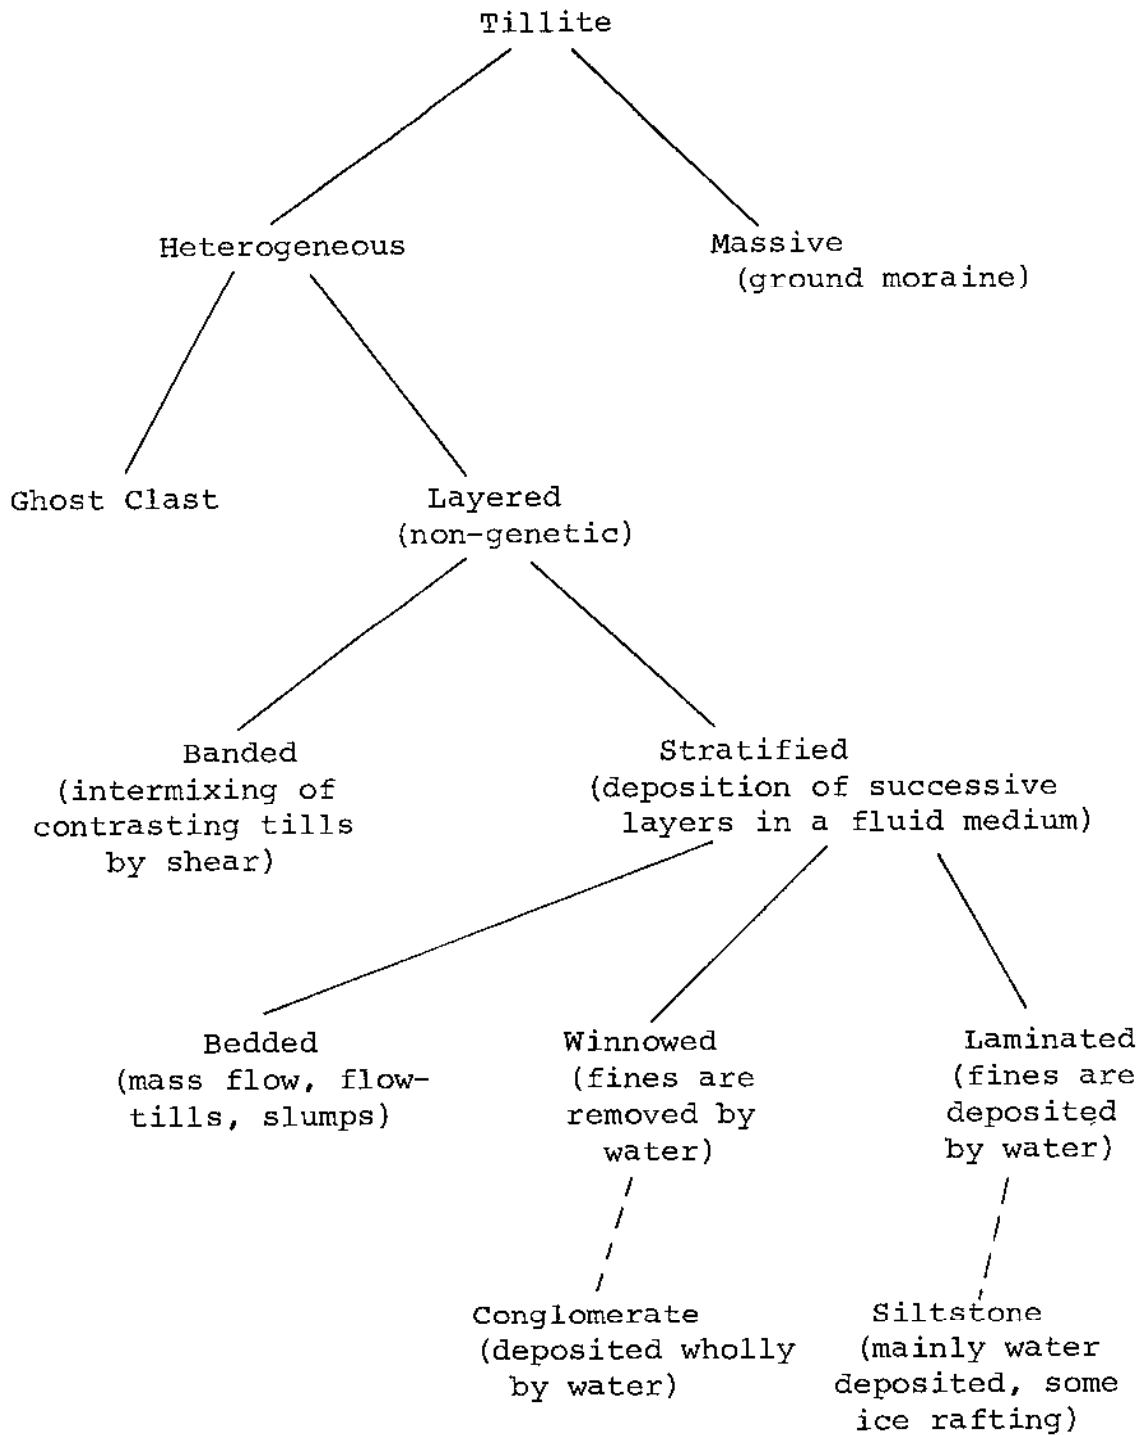 Tillite
Heterogeneous
Massive
(ground moraine)
Ghost Clast
Layered
(non-genetic)
Banded
(intermixing of
contrasting tills
by shear)
Stratified
(deposition of successive
layers in a fluid medium)
Bedded
(mass flow, flow-
tills, slumps)
Winnowed
(fines are
removed by
water)
Laminated
(fines are
deposited
by water)
Conglomerate
(deposited wholly
by water)
Siltstone
(mainly water
deposited, some
ice rafting)